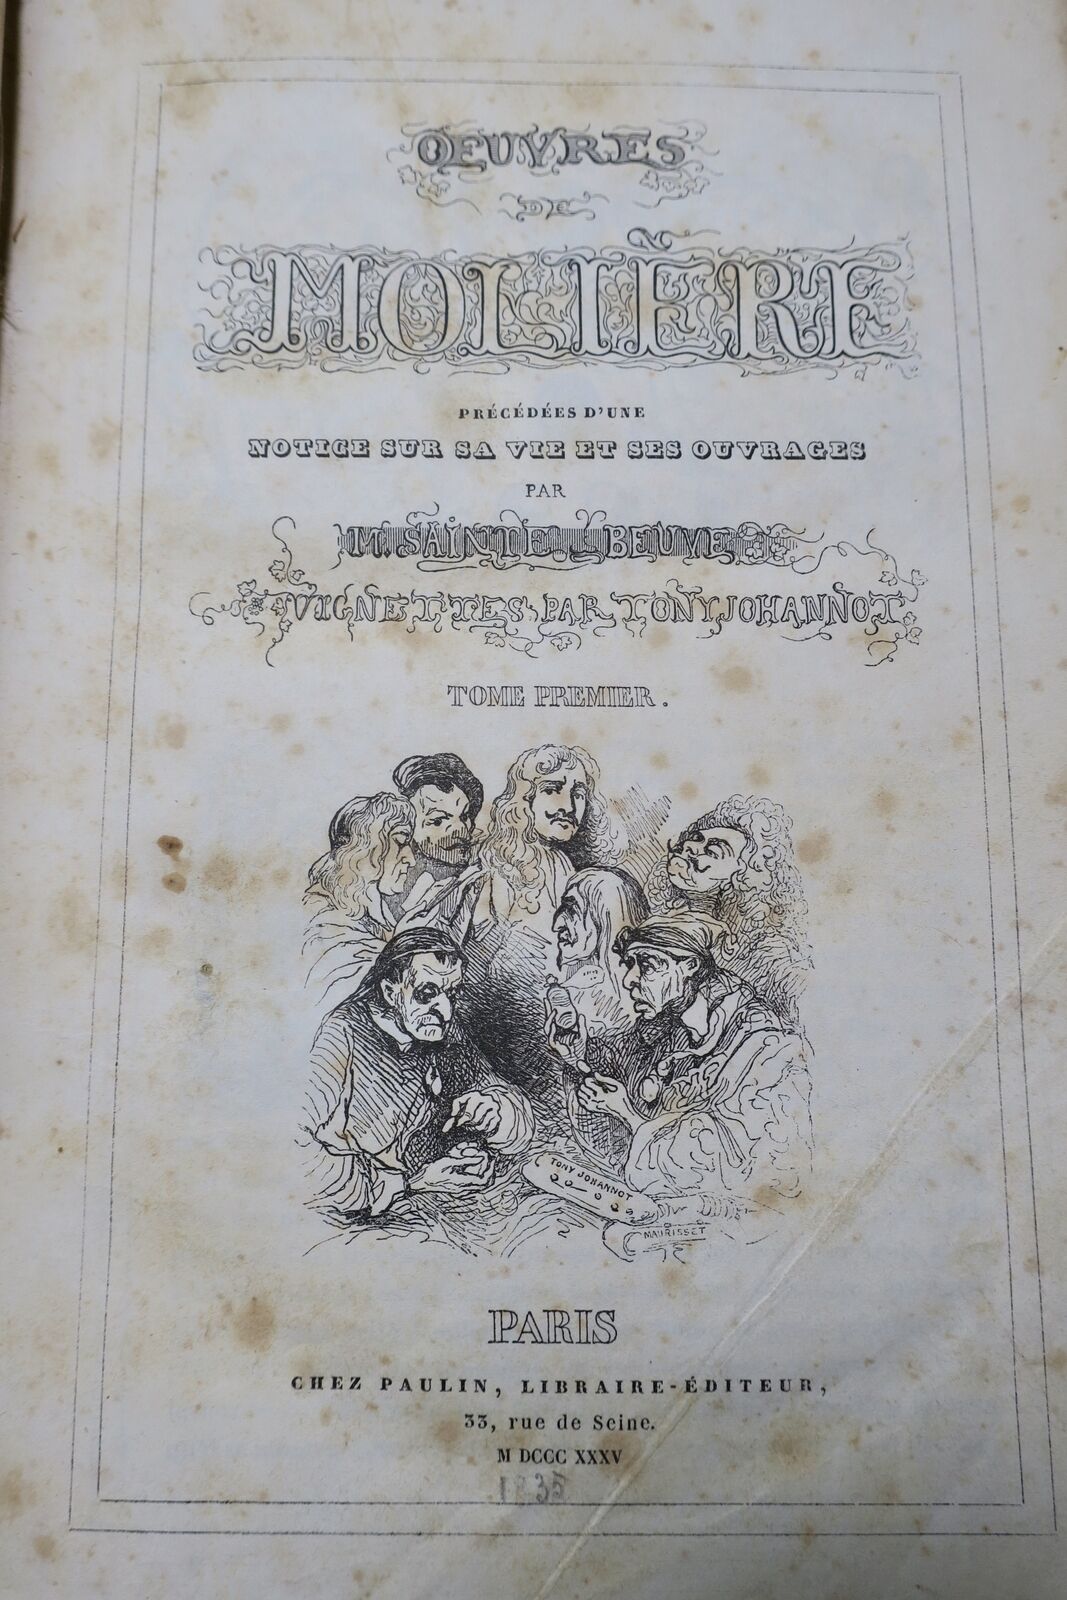 OEUVRES
DE
MOLIÈRE
PRÉCÉDÉES D'UNE
NOTICE SUR SA VIE ET SES OUVRAGES
PAR
M. SAINTE-BEUVE
VIGNETTES PAR TONY JOHANNOT
TOME PREMIER.
TONY JOHANNOT
MAURISSET
PARIS
CHEZ PAULIN, LIBRAIRE-ÉDITEUR,
33, rue de Seine.
M DCCC XXXV
1835